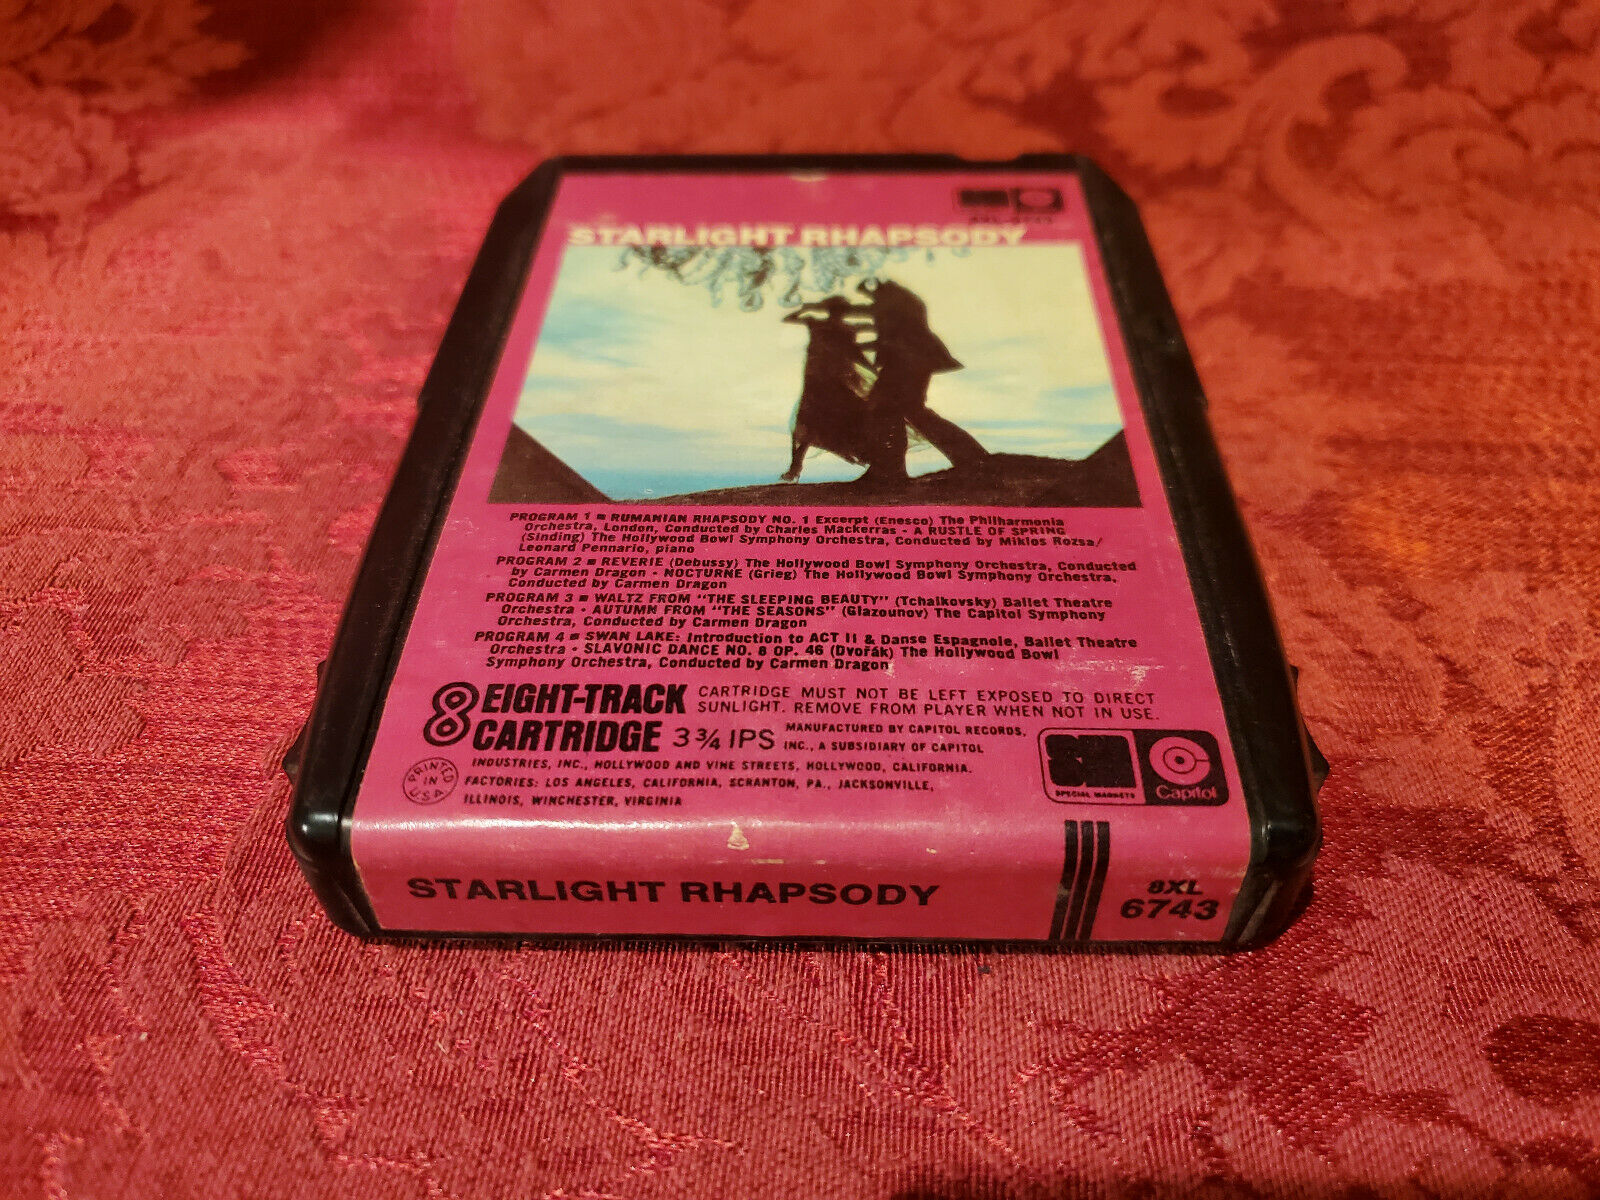 STARLIGHT RHAPSODY
PROGRAM 1 ■ RUMANIAN RHAPSODY NO. 1 Excerpt (Enesco) The Philharmonia
Orchestra, London, Conducted by Charles Mackerras • A RUSTLE OF SPRING
(Sinding) The Hollywood Bowl Symphony Orchestra, Conducted by Miklos Rozsa/
Leonard Pennario, piano
PROGRAM 2 ■ REVERIE (Debussy) The Hollywood Bowl Symphony Orchestra, Conducted
by Carmen Dragon • NOCTURNE (Grieg) The Hollywood Bowl Symphony Orchestra,
Conducted by Carmen Dragon
PROGRAM 3 ■ WALTZ FROM "THE SLEEPING BEAUTY" (Tchaikovsky) Ballet Theatre
Orchestra • AUTUMN FROM "THE SEASONS" (Glazounov) The Capitol Symphony
Orchestra, Conducted by Carmen Dragon
PROGRAM 4 ■ SWAN LAKE: Introduction to ACT II & Danse Espagnole, Ballet Theatre
Orchestra • SLAVONIC DANCE NO. 8 OP. 46 (Dvořák) The Hollywood Bowl
Symphony Orchestra, Conducted by Carmen Dragon
8 EIGHT-TRACK
CARTRIDGE 3 ¾ IPS
CARTRIDGE MUST NOT BE LEFT EXPOSED TO DIRECT
SUNLIGHT. REMOVE FROM PLAYER WHEN NOT IN USE.
MANUFACTURED BY CAPITOL RECORDS,
INC., A SUBSIDIARY OF CAPITOL
INDUSTRIES, INC., HOLLYWOOD AND VINE STREETS, HOLLYWOOD, CALIFORNIA.
FACTORIES: LOS ANGELES, CALIFORNIA, SCRANTON, PA., JACKSONVILLE,
ILLINOIS, WINCHESTER, VIRGINIA
PRINTED
IN
U.S.A.
SPECIAL MARKETS
Capitol
STARLIGHT RHAPSODY
8XL
6743